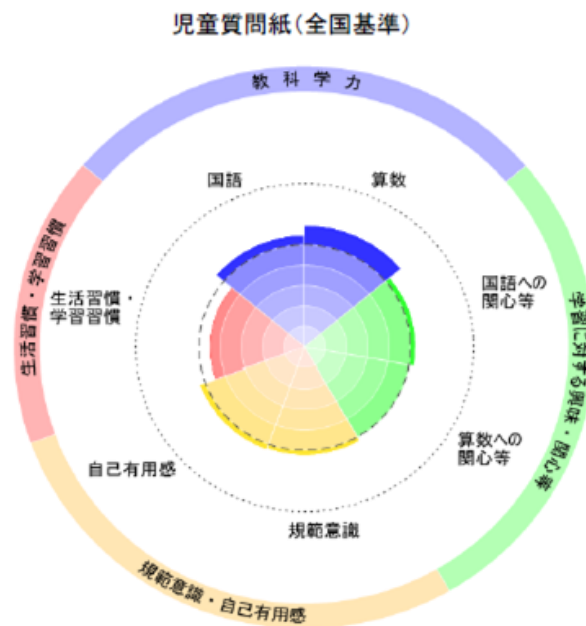 児童質問紙(全国基準)
教科学力
国語
算数
生活習慣・学習習慣
生活習慣・
学習習慣
国語への
関心等
学習に対する興味・関心等
算数への
関心等
自己有用感
規範意識
規範意識・自己有用感